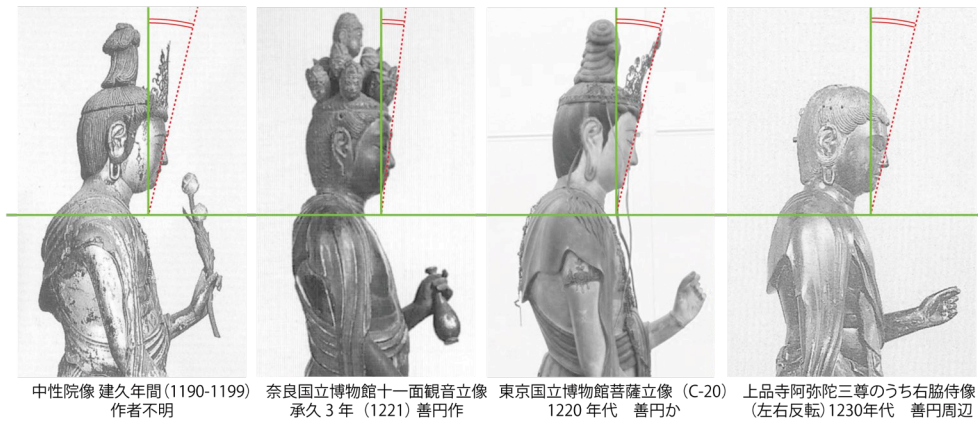 中性院像 建久年間（1190-1199）
作者不明
奈良国立博物館十一面観音立像
承久３年（1221）善円作
東京国立博物館菩薩立像（C-20）
1220 年代　善円か
上品寺阿弥陀三尊のうち右脇侍像
（左右反転）1230年代　善円周辺